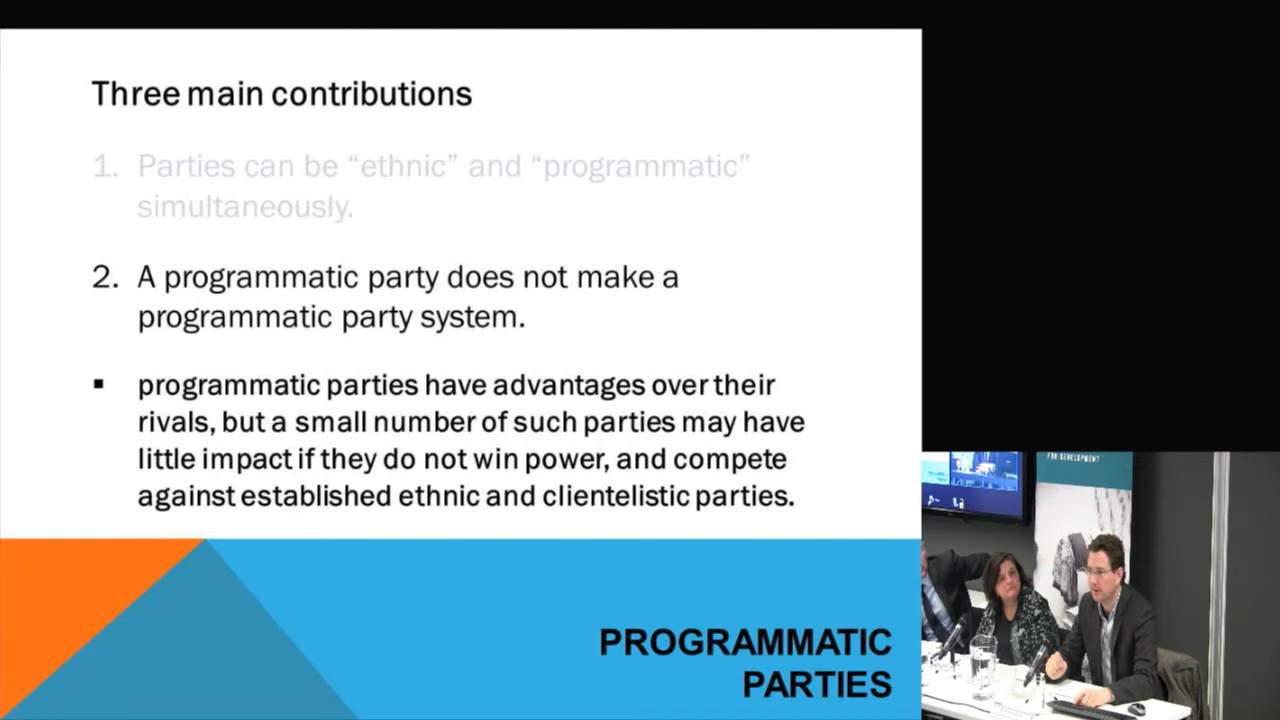 Three main contributions
1. Parties can be “ethnic” and “programmatic”
simultaneously.
2. A programmatic party does not make a
programmatic party system.
▪ programmatic parties have advantages over their
rivals, but a small number of such parties may have
little impact if they do not win power, and compete
against established ethnic and clientelistic parties.
PROGRAMMATIC
PARTIES
FOR DEVELOPMENT